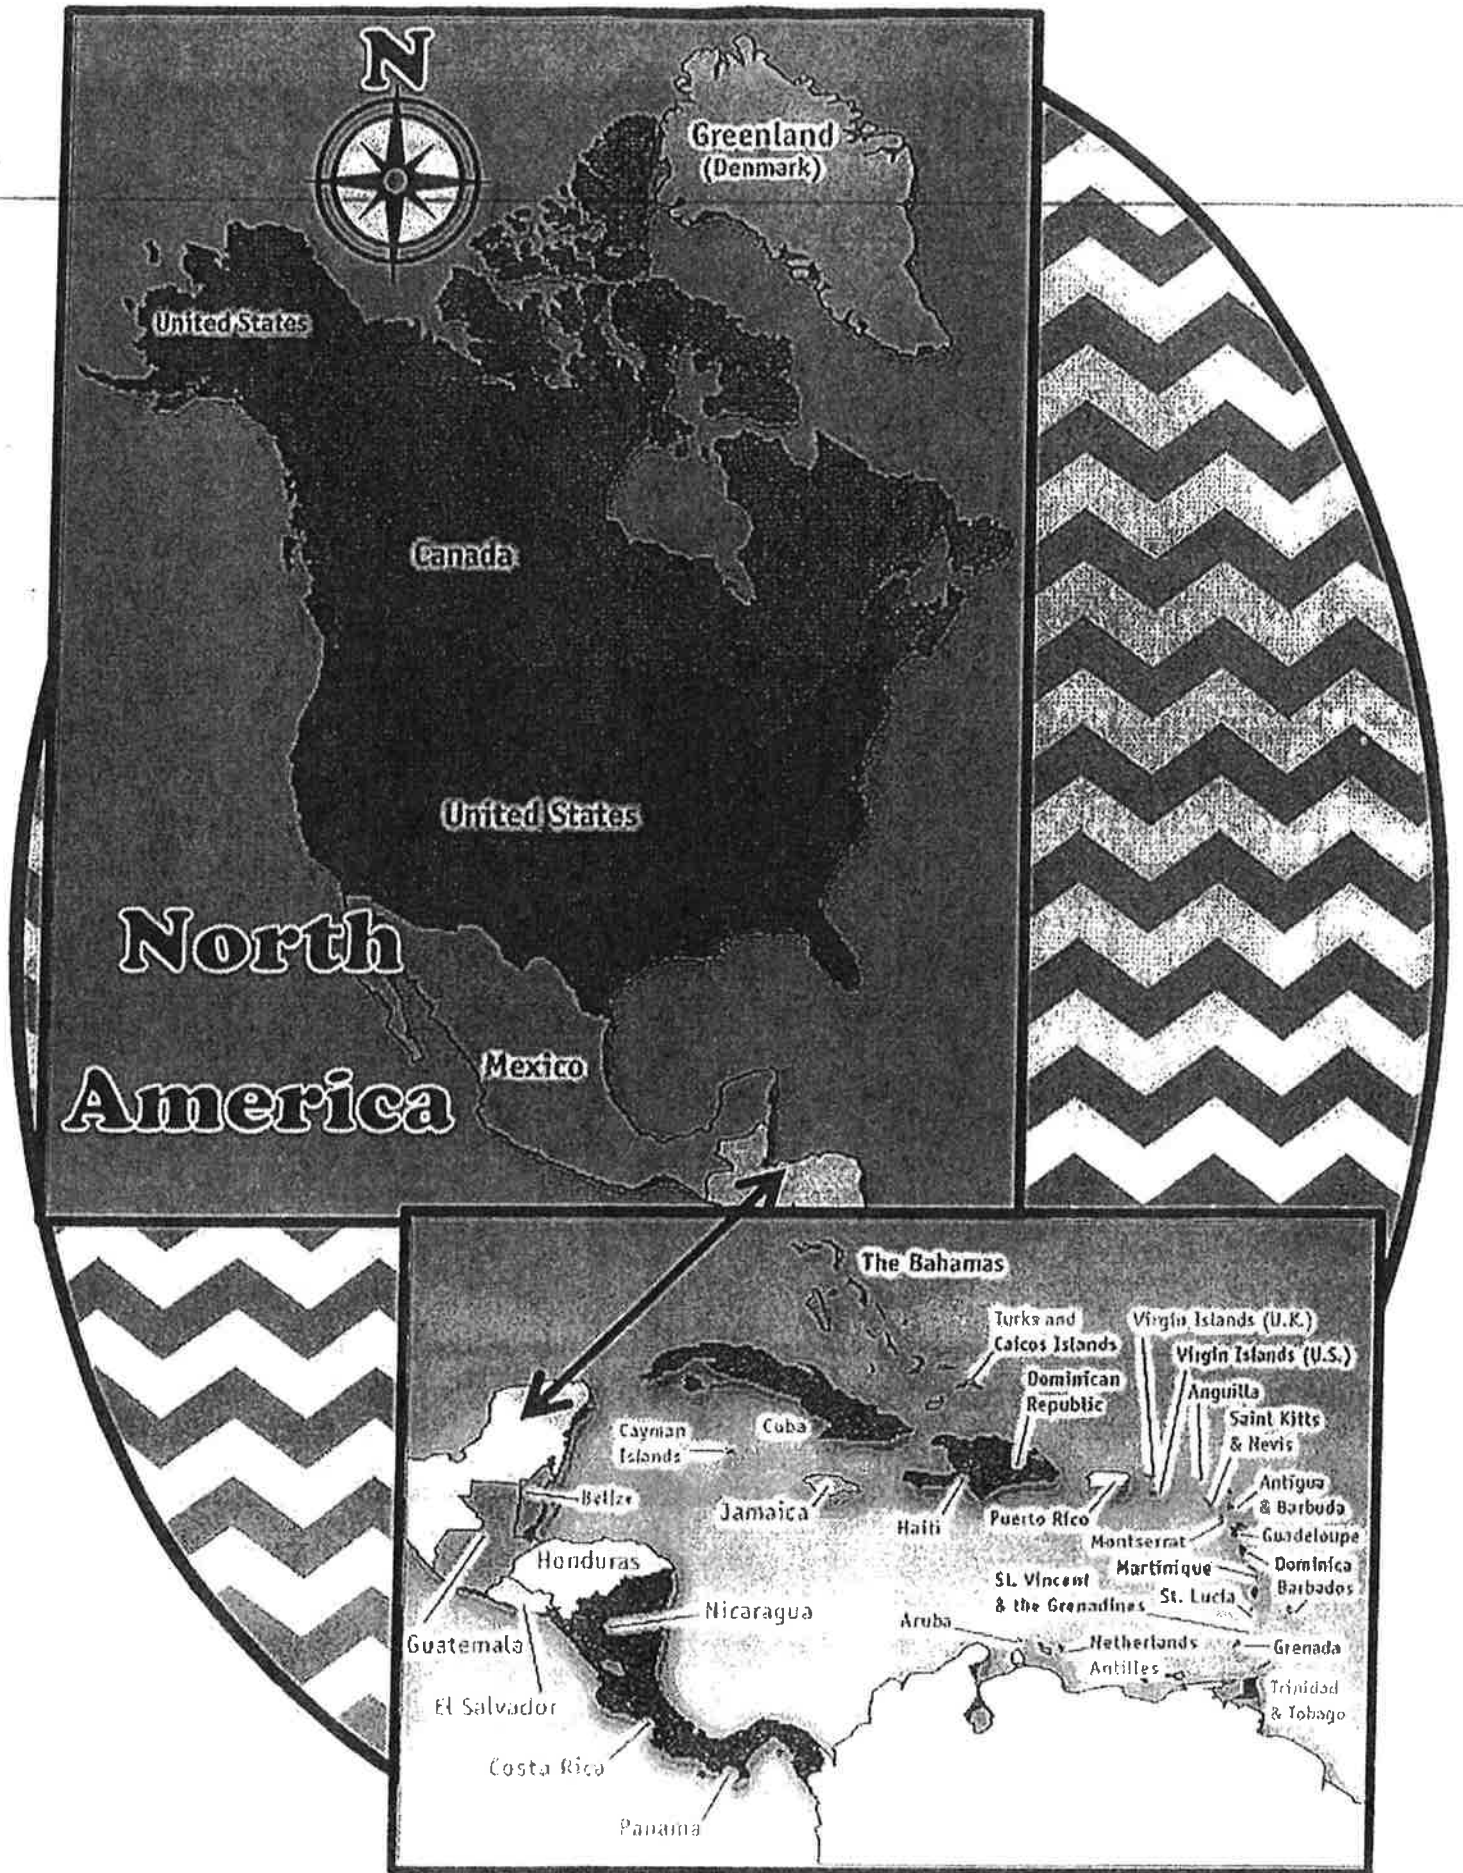 N
Greenland
(Denmark)
United States
Canada
United States
North
America
Mexico
The Bahamas
Turks and
Caicos Islands
Virgin Islands (U.K.)
Virgin Islands (U.S.)
Anguilla
Dominican
Republic
Saint Kitts
& Nevis
Cuba
Cayman
Islands
Antigua
& Barbuda
Belize
Jamaica
Haiti
Puerto Rico
Montserrat
Guadeloupe
Honduras
Martinique
Dominica
Barbados
St. Vincent
& the Grenadines
St. Lucia
Nicaragua
Aruba
Guatemala
Netherlands
Antilles
Grenada
Trinidad
& Tobago
El Salvador
Costa Rica
Panama